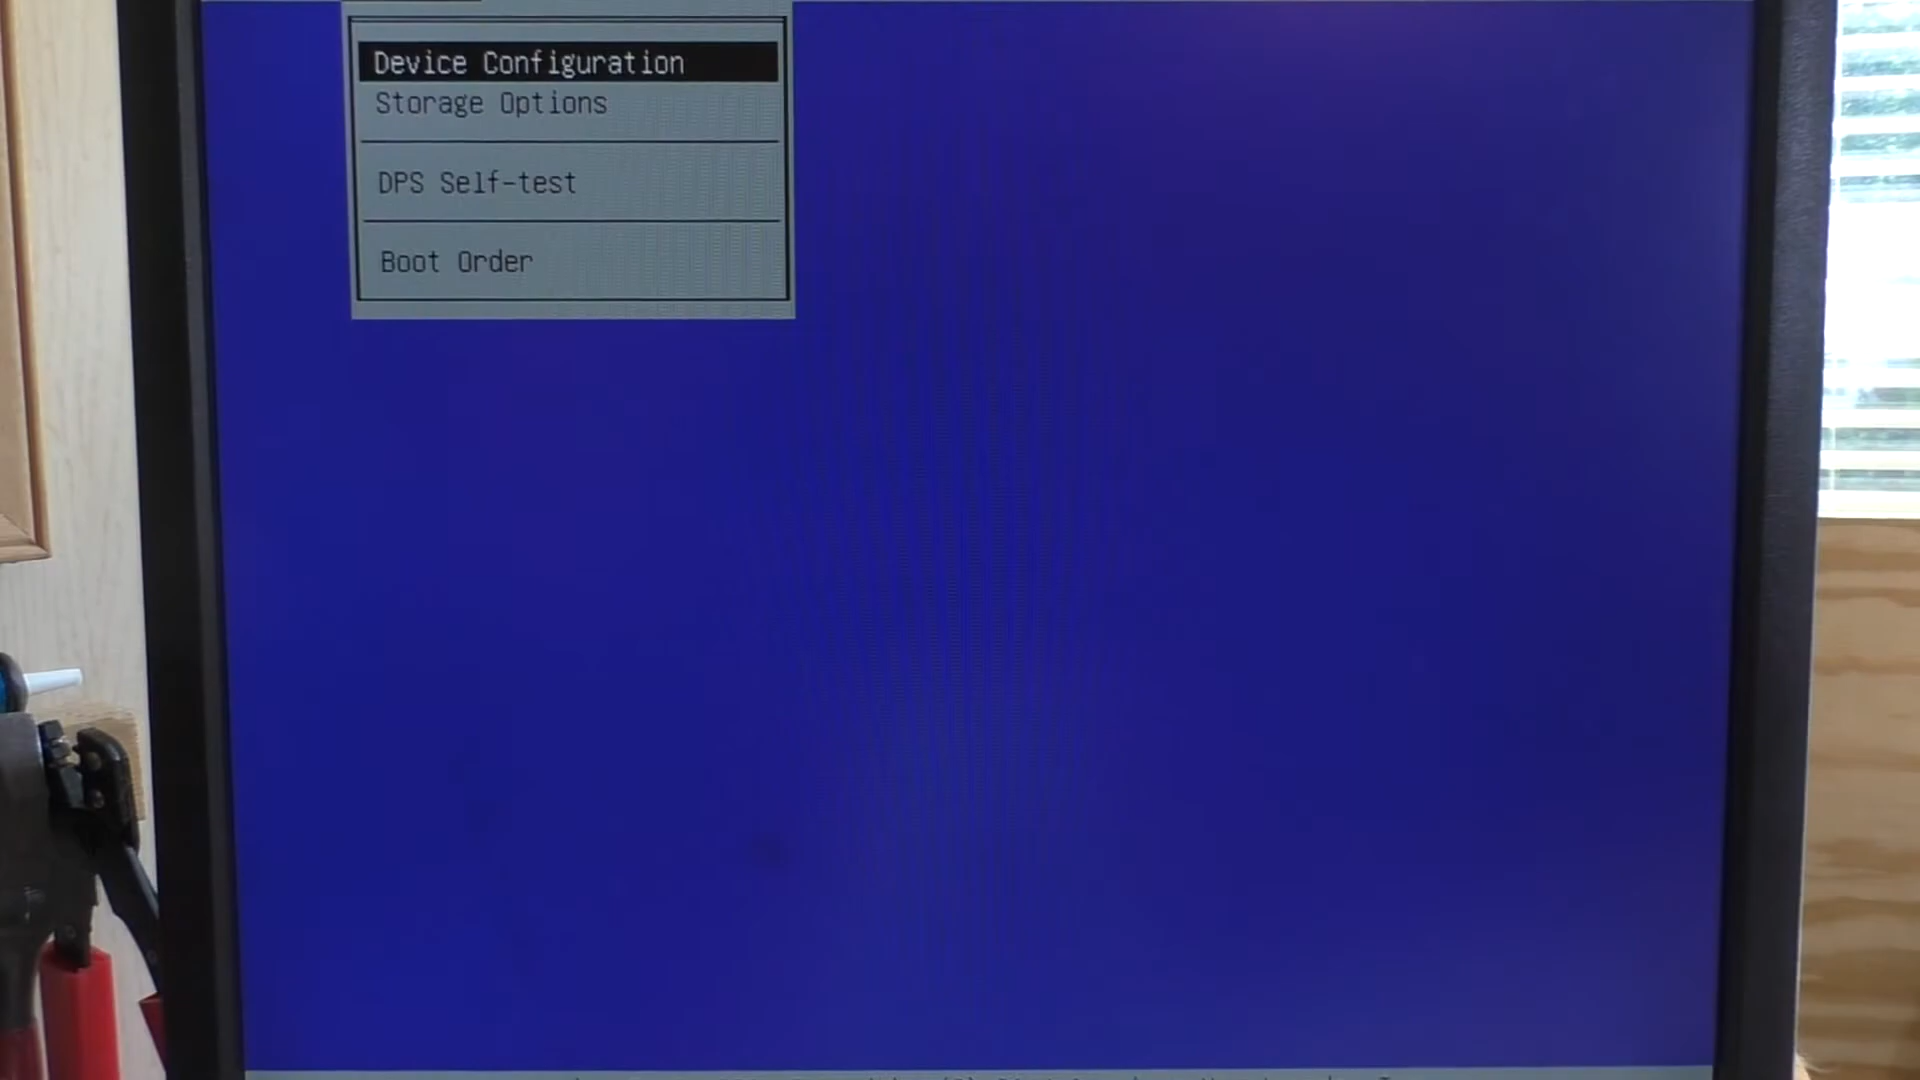 Device Configuration
Storage Options
DPS Self-test
Boot Order